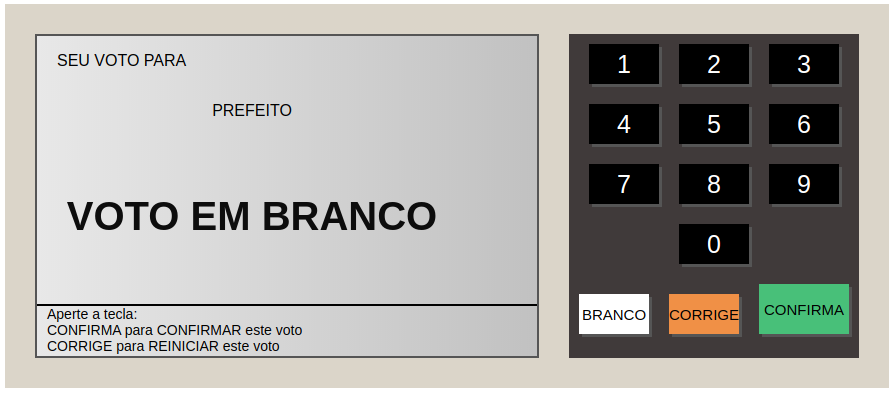 SEU VOTO PARA
PREFEITO
VOTO EM BRANCO
Aperte a tecla:
CONFIRMA para CONFIRMAR este voto
CORRIGE para REINICIAR este voto
1 2 3
4 5 6
7 8 9
0
BRANCO CORRIGE CONFIRMA